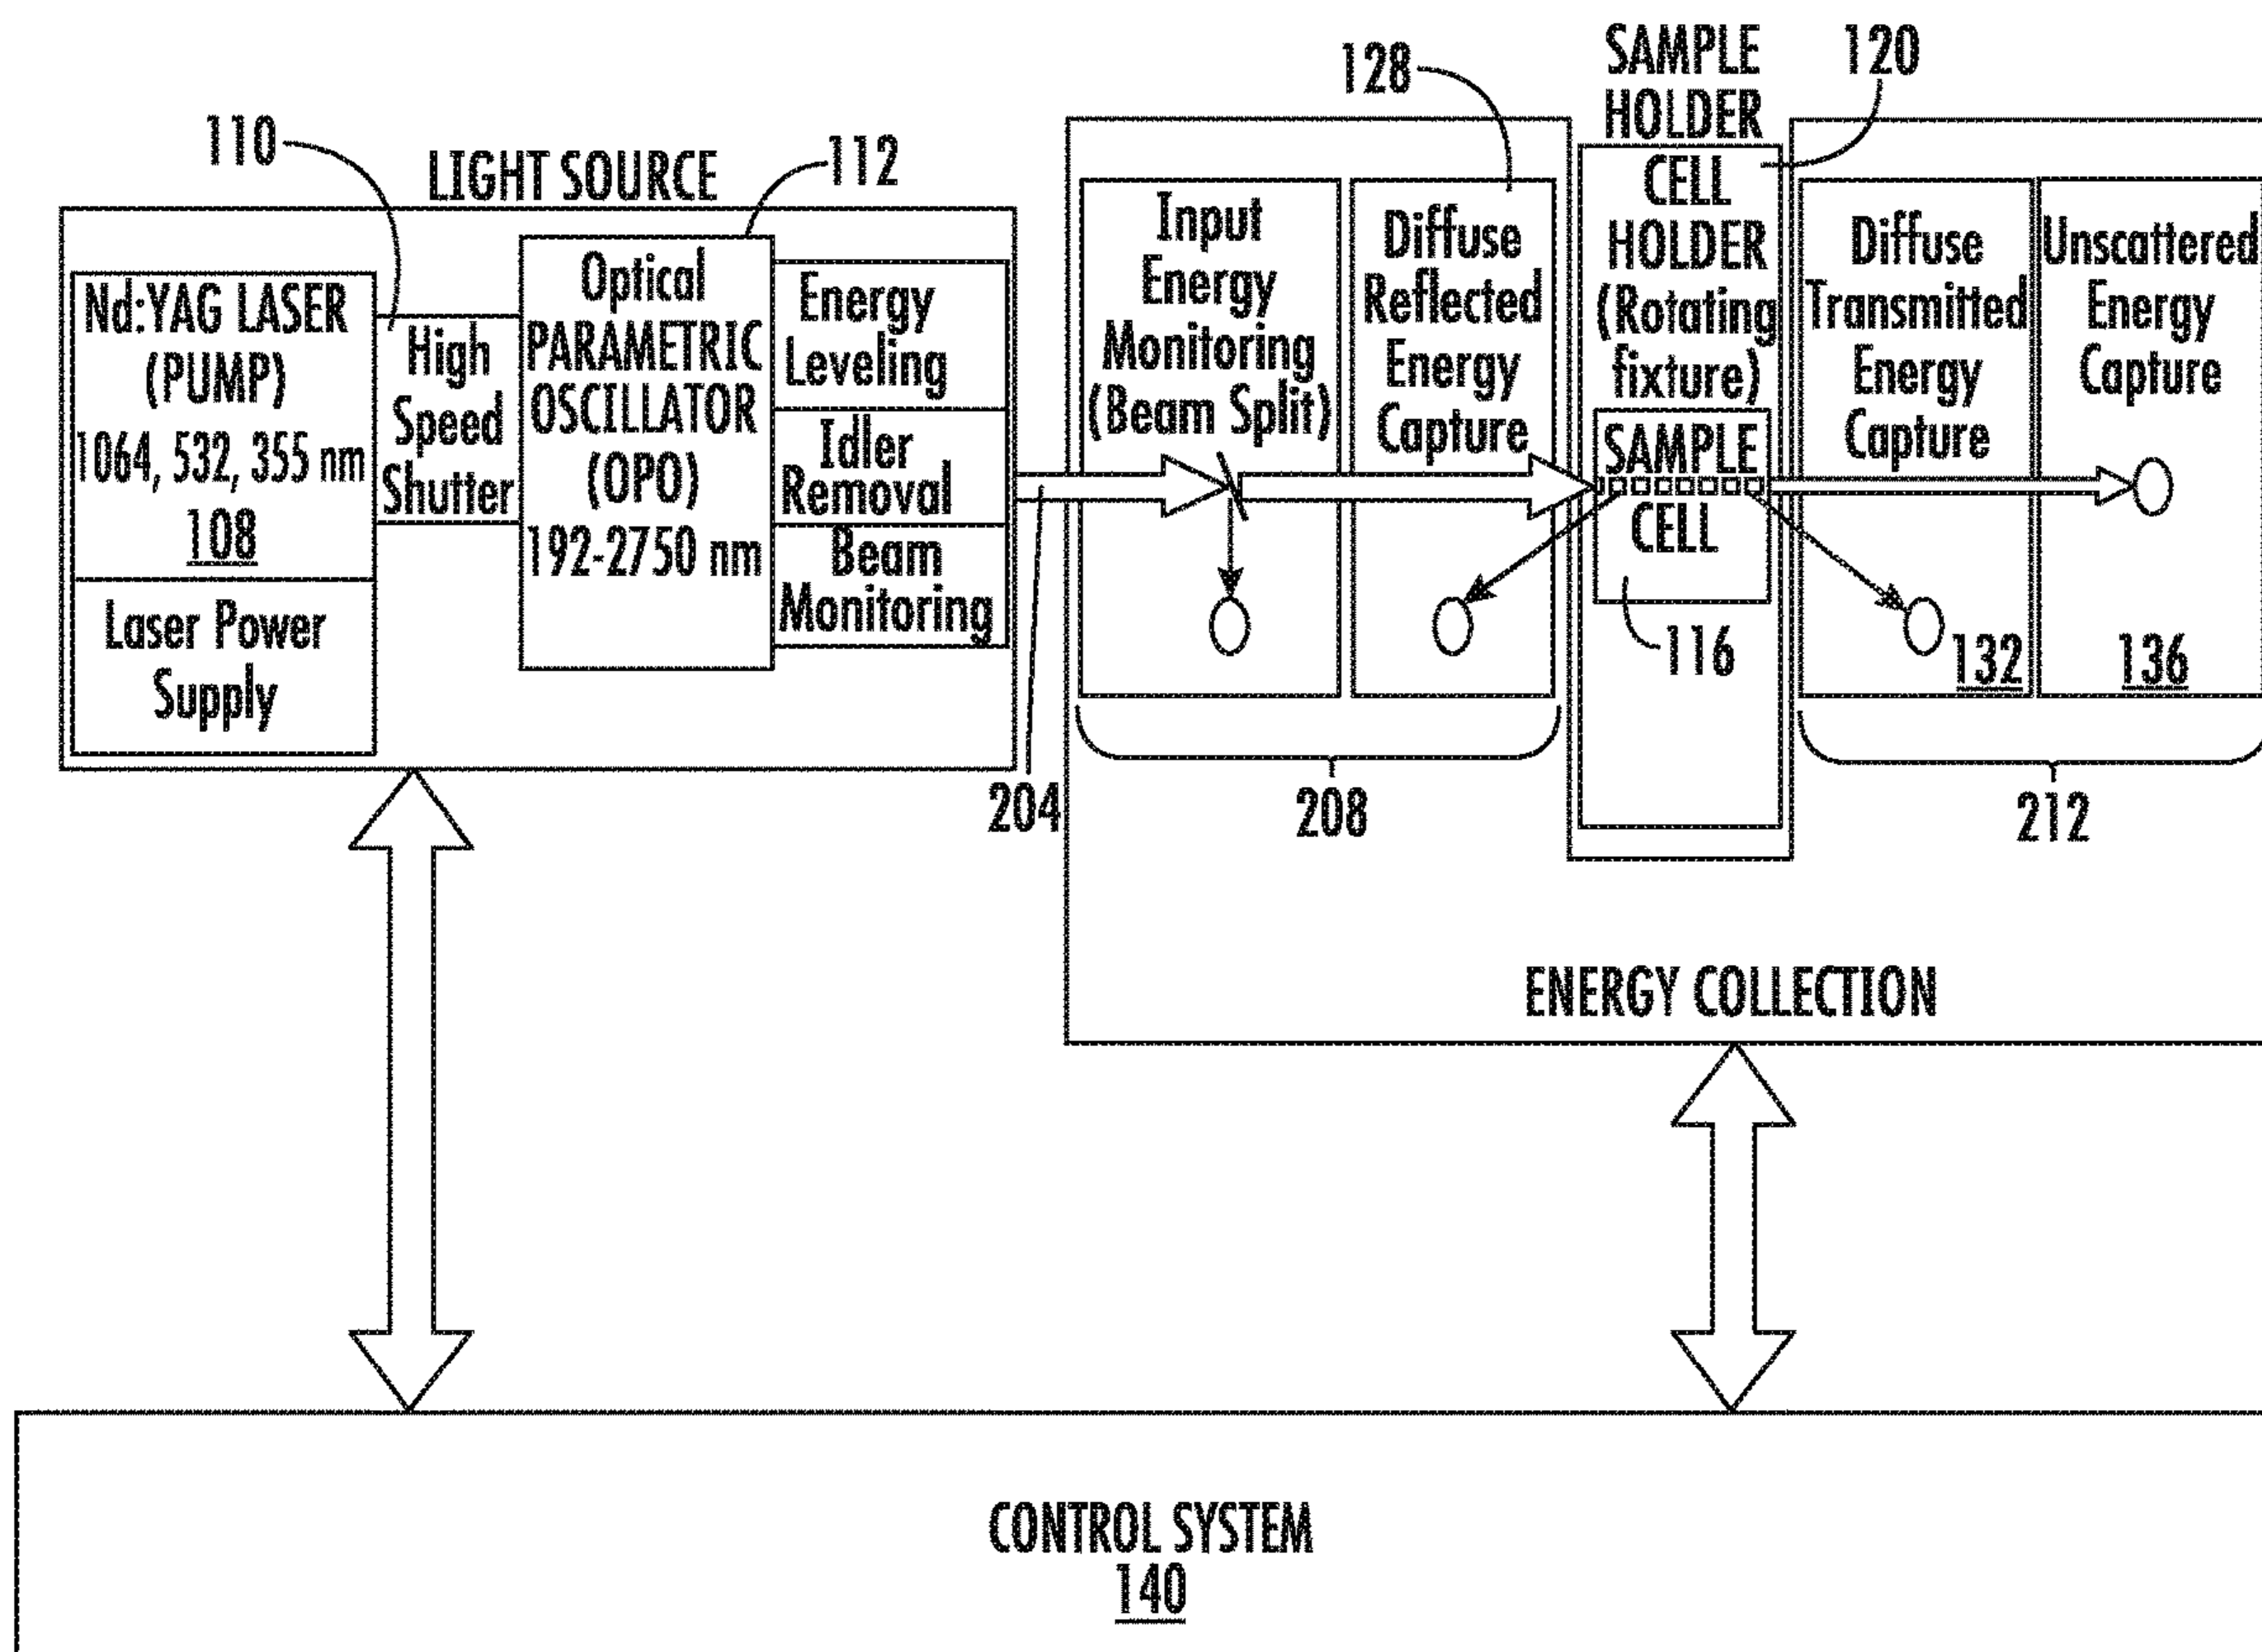 110
LIGHT SOURCE
112
Nd:YAG LASER
(PUMP)
1064, 532, 355 nm
108
Laser Power
Supply
High
Speed
Shutter
Optical
PARAMETRIC
OSCILLATOR
(OPO)
192-2750 nm
Energy
Leveling
Idler
Removal
Beam
Monitoring
204
128
Input
Energy
Monitoring
(Beam Split)
Diffuse
Reflected
Energy
Capture
208
SAMPLE
HOLDER
120
CELL
HOLDER
(Rotating
fixture)
SAMPLE
CELL
116
Diffuse
Transmitted
Energy
Capture
132
Unscattered
Energy
Capture
136
212
ENERGY COLLECTION
CONTROL SYSTEM
140